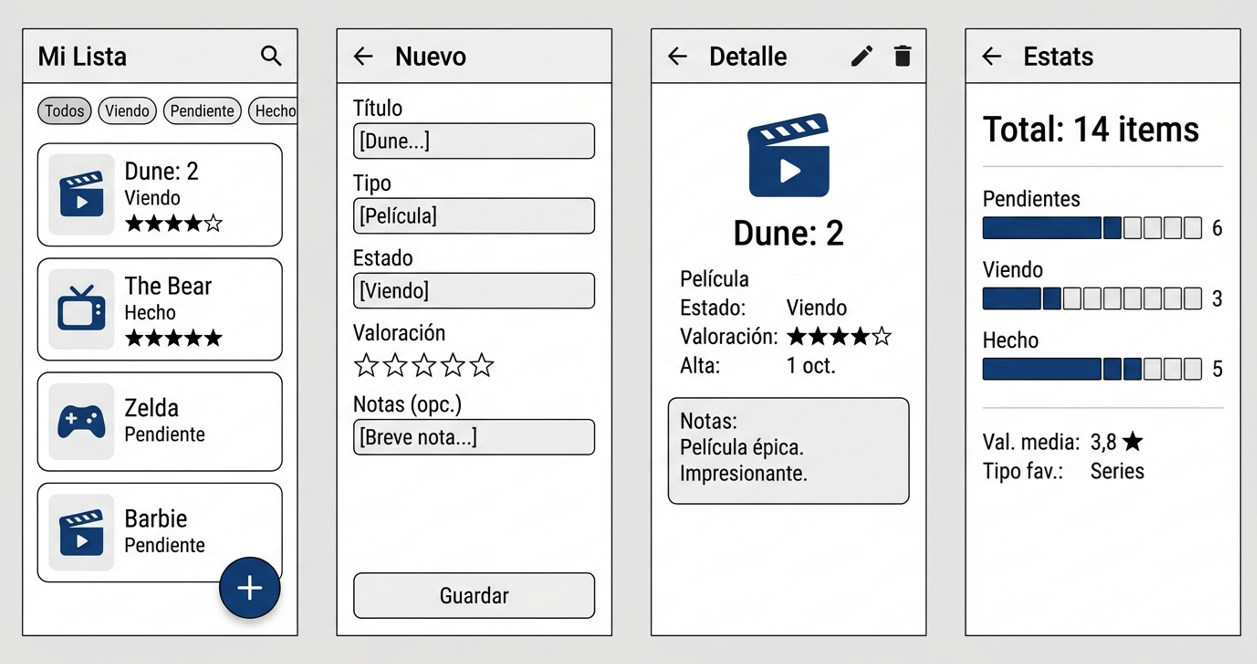 Mi Lista
Todos Viendo Pendiente Hecho
Dune: 2
Viendo
★★★★☆
The Bear
Hecho
★★★★★
Zelda
Pendiente
Barbie
Pendiente
+
← Nuevo
Título
[Dune...]
Tipo
[Película]
Estado
[Viendo]
Valoración
☆☆☆☆☆
Notas (opc.)
[Breve nota...]
Guardar
← Detalle
Dune: 2
Película
Estado: Viendo
Valoración: ★★★★☆
Alta: 1 oct.
Notas:
Película épica.
Impresionante.
← Estats
Total: 14 items
Pendientes
6
Viendo
3
Hecho
5
Val. media: 3,8 ★
Tipo fav.: Series